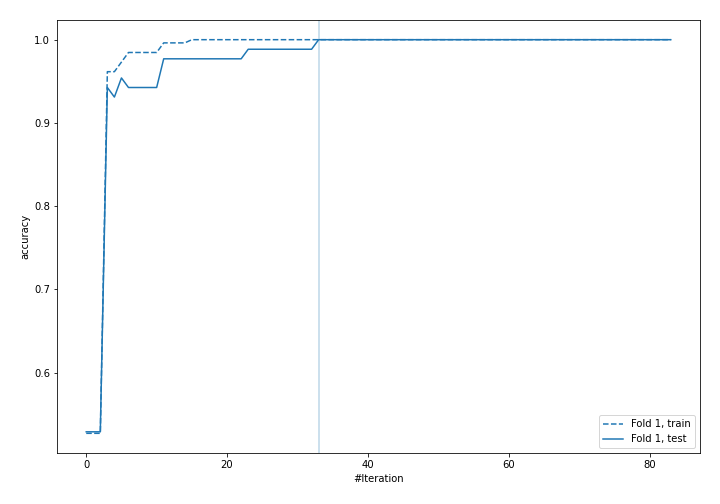 1.0
0.9
0.8
0.7
0.6
accuracy
0 20 40 60 80
#Iteration
Fold 1, train
Fold 1, test